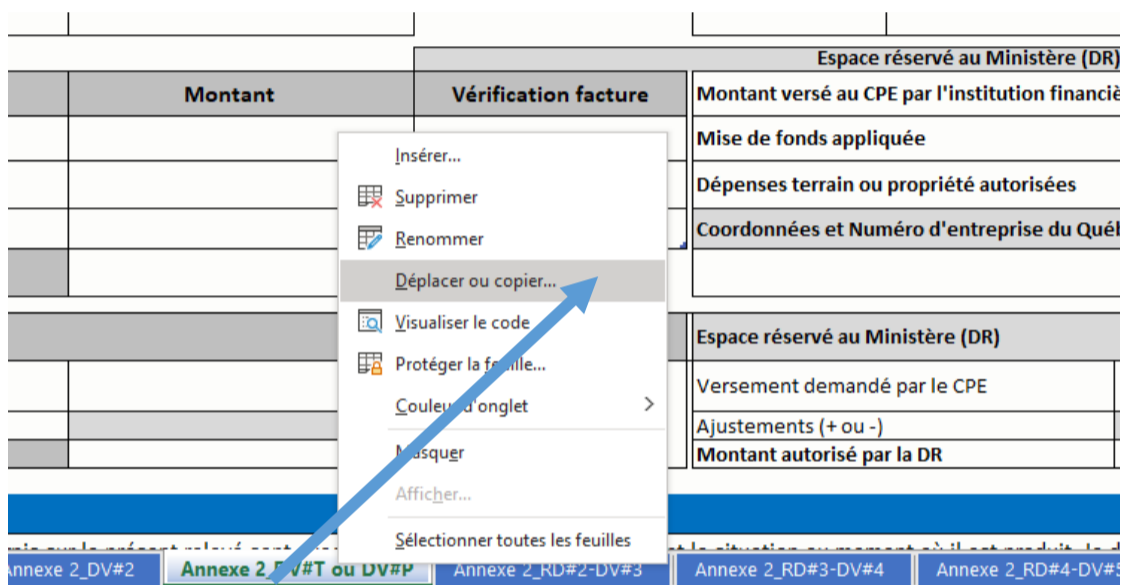 Espace réservé au Ministère (DR)
Montant
Vérification facture
Montant versé au CPE par l'institution financiè
Mise de fonds appliquée
Dépenses terrain ou propriété autorisées
Coordonnées et Numéro d'entreprise du Québ
Insérer...
Supprimer
Renommer
Déplacer ou copier...
Visualiser le code
Protéger la feuille...
Couleur d'onglet
Masquer
Afficher...
Sélectionner toutes les feuilles
Espace réservé au Ministère (DR)
Versement demandé par le CPE
Ajustements (+ ou -)
Montant autorisé par la DR
Annexe 2_DV#2
Annexe 2_DV#T ou DV#P
Annexe 2_RD#2-DV#3
Annexe 2_RD#3-DV#4
Annexe 2_RD#4-DV#5